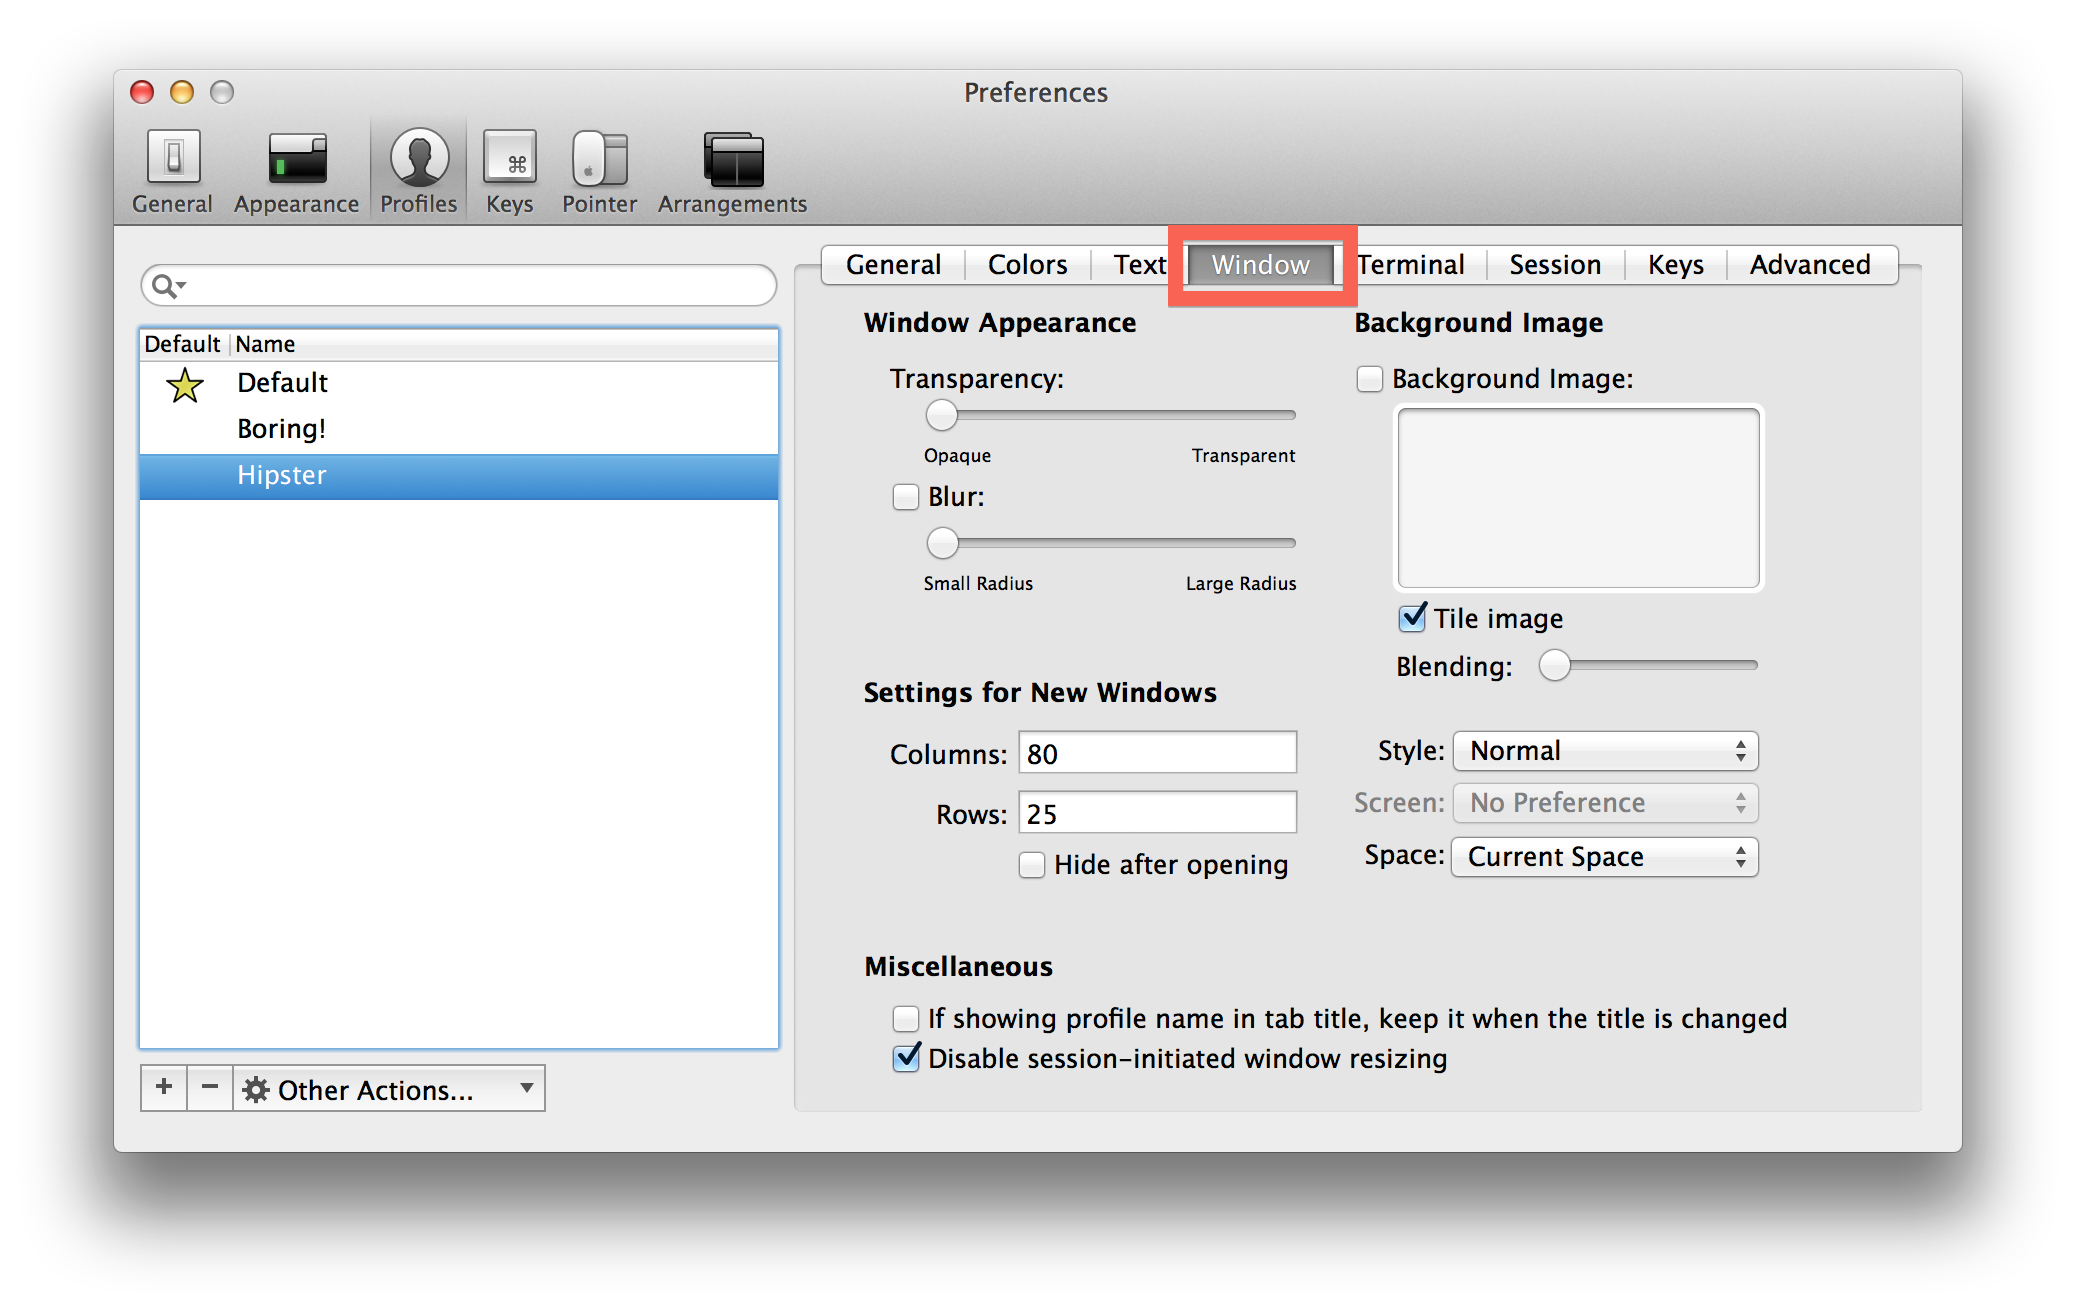 Preferences
General Appearance Profiles Keys Pointer Arrangements
General Colors Text Window Terminal Session Keys Advanced
Default Name
Default
Boring!
Hipster
+ − Other Actions...
Window Appearance
Transparency:
Opaque Transparent
Blur:
Small Radius Large Radius
Background Image
Background Image:
Tile image
Blending:
Settings for New Windows
Columns: 80
Rows: 25
Hide after opening
Style: Normal
Screen: No Preference
Space: Current Space
Miscellaneous
If showing profile name in tab title, keep it when the title is changed
Disable session-initiated window resizing